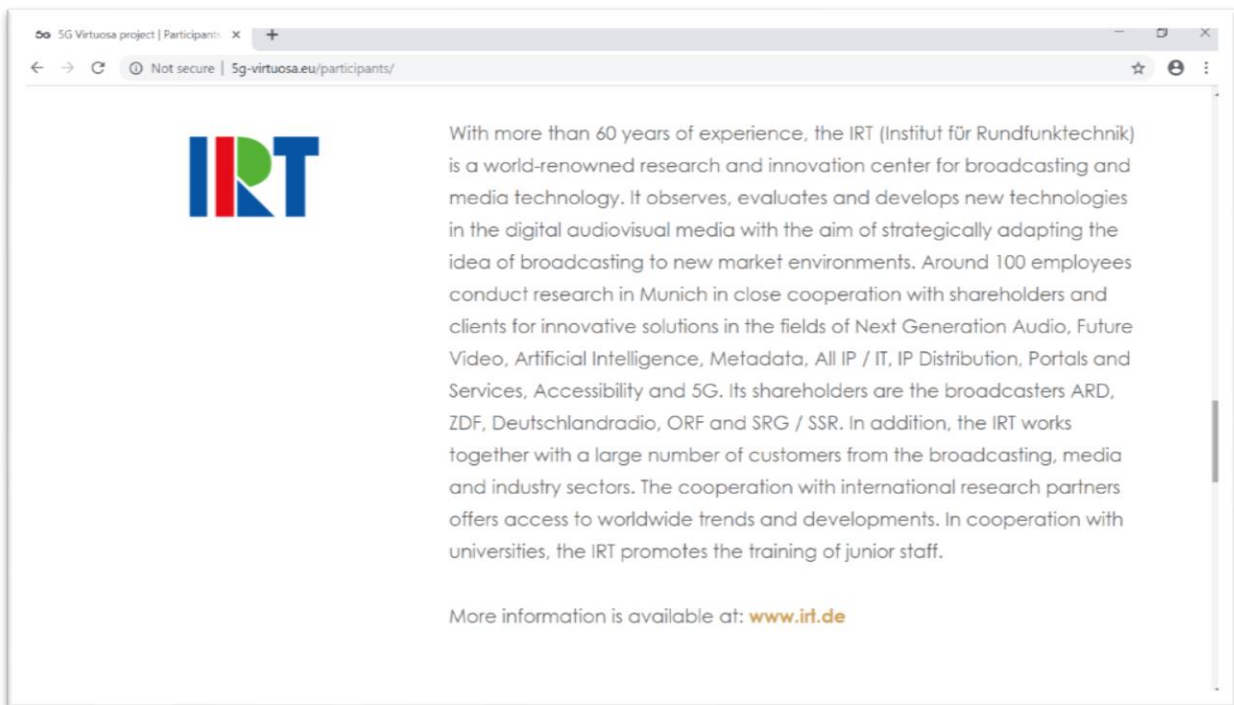 5G 5G Virtuosa project | Participants
Not secure | 5g-virtuosa.eu/participants/
IRT
With more than 60 years of experience, the IRT (Institut für Rundfunktechnik)
is a world-renowned research and innovation center for broadcasting and
media technology. It observes, evaluates and develops new technologies
in the digital audiovisual media with the aim of strategically adapting the
idea of broadcasting to new market environments. Around 100 employees
conduct research in Munich in close cooperation with shareholders and
clients for innovative solutions in the fields of Next Generation Audio, Future
Video, Artificial Intelligence, Metadata, All IP / IT, IP Distribution, Portals and
Services, Accessibility and 5G. Its shareholders are the broadcasters ARD,
ZDF, Deutschlandradio, ORF and SRG / SSR. In addition, the IRT works
together with a large number of customers from the broadcasting, media
and industry sectors. The cooperation with international research partners
offers access to worldwide trends and developments. In cooperation with
universities, the IRT promotes the training of junior staff.
More information is available at: www.irt.de